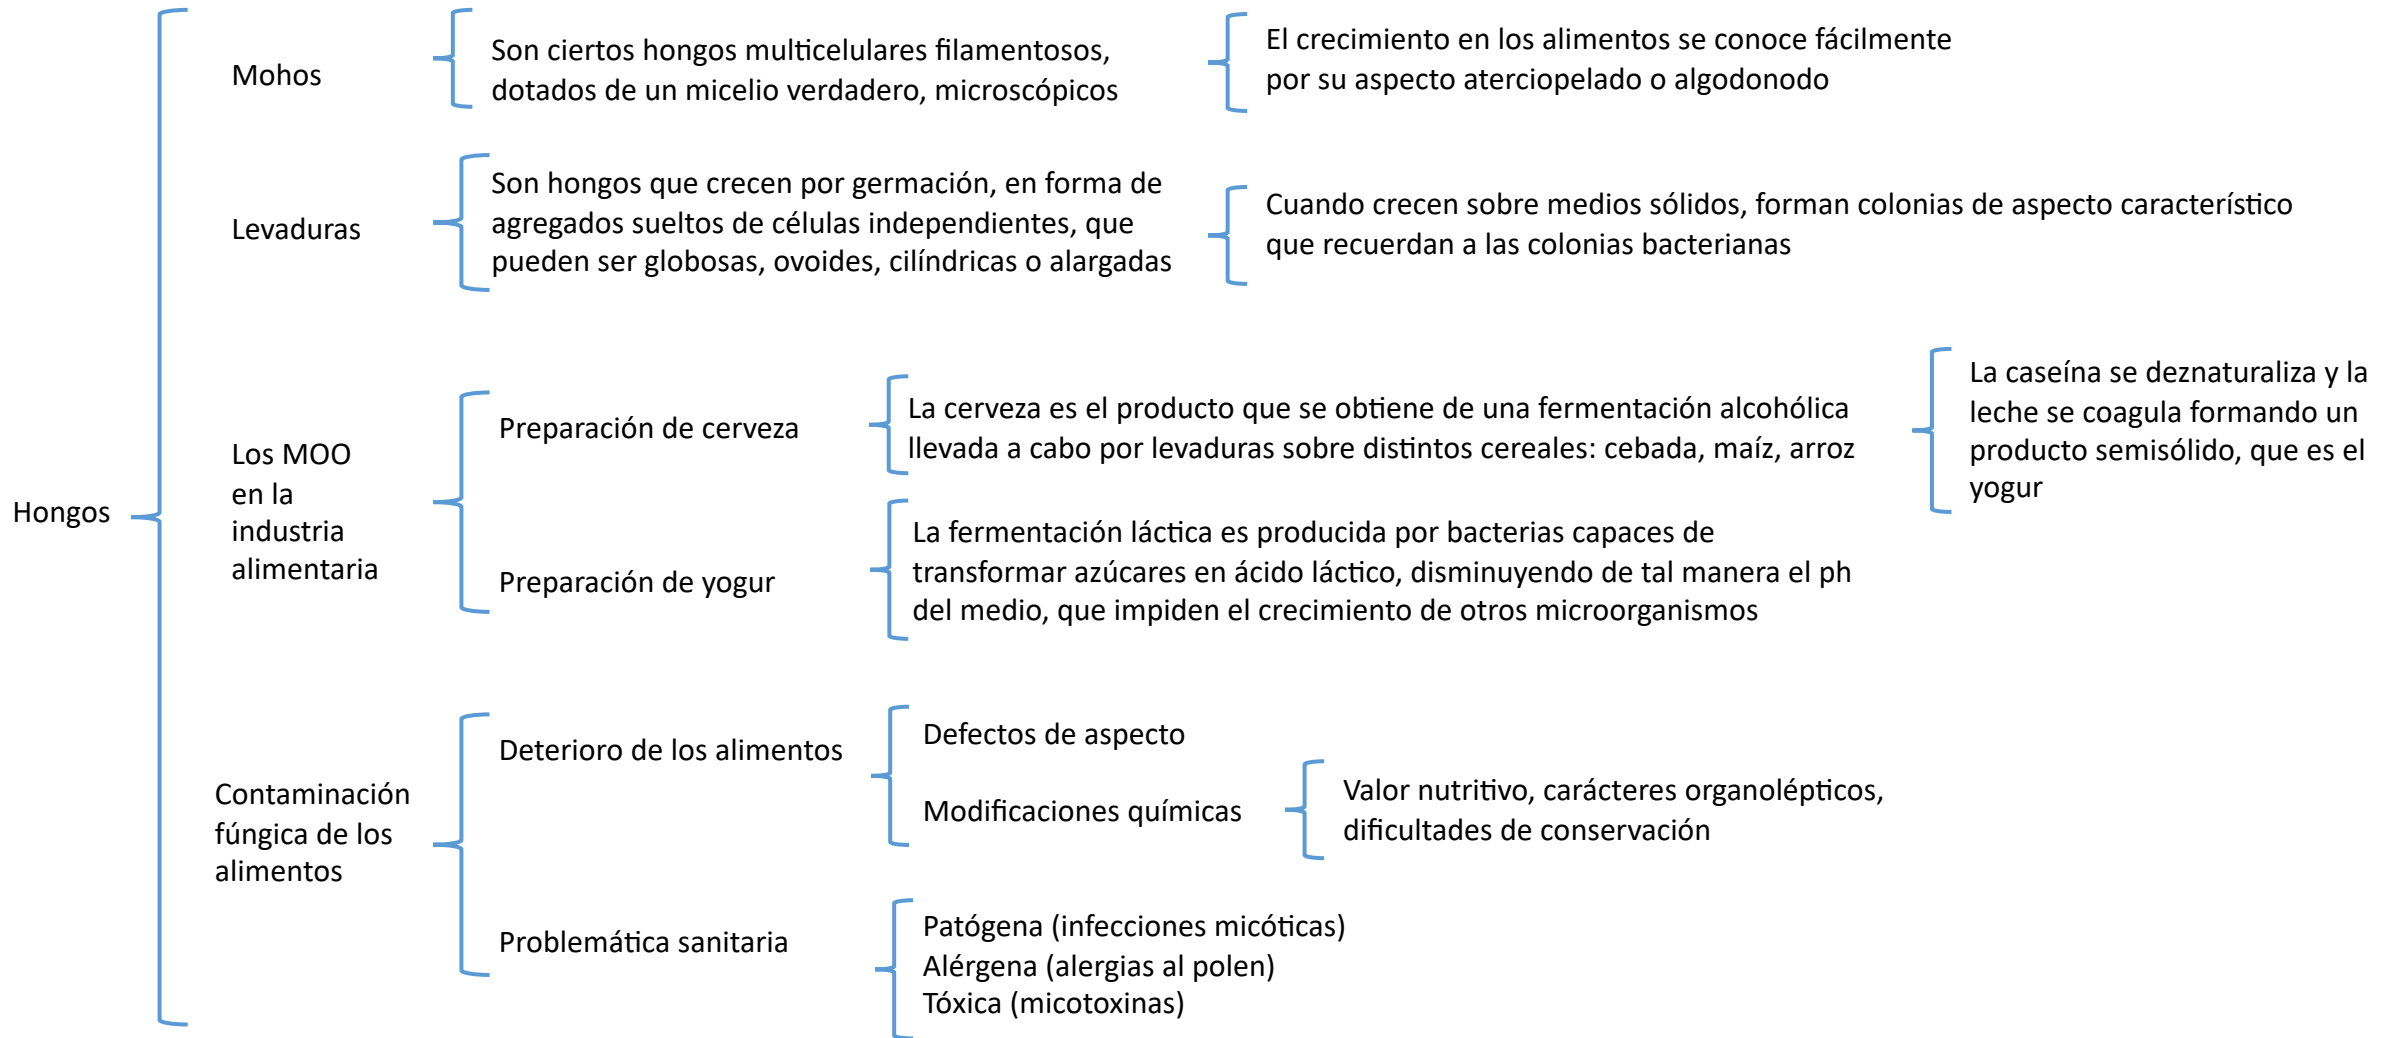 Hongos
Mohos
Son ciertos hongos multicelulares filamentosos,
dotados de un micelio verdadero, microscópicos
El crecimiento en los alimentos se conoce fácilmente
por su aspecto aterciopelado o algodonodo
Levaduras
Son hongos que crecen por germación, en forma de
agregados sueltos de células independientes, que
pueden ser globosas, ovoides, cilíndricas o alargadas
Cuando crecen sobre medios sólidos, forman colonias de aspecto característico
que recuerdan a las colonias bacterianas
Los MOO
en la
industria
alimentaria
Preparación de cerveza
La cerveza es el producto que se obtiene de una fermentación alcohólica
llevada a cabo por levaduras sobre distintos cereales: cebada, maíz, arroz
La caseína se deznaturaliza y la
leche se coagula formando un
producto semisólido, que es el
yogur
Preparación de yogur
La fermentación láctica es producida por bacterias capaces de
transformar azúcares en ácido láctico, disminuyendo de tal manera el ph
del medio, que impiden el crecimiento de otros microorganismos
Contaminación
fúngica de los
alimentos
Deterioro de los alimentos
Defectos de aspecto
Modificaciones químicas
Valor nutritivo, carácteres organolépticos,
dificultades de conservación
Problemática sanitaria
Patógena (infecciones micóticas)
Alérgena (alergias al polen)
Tóxica (micotoxinas)